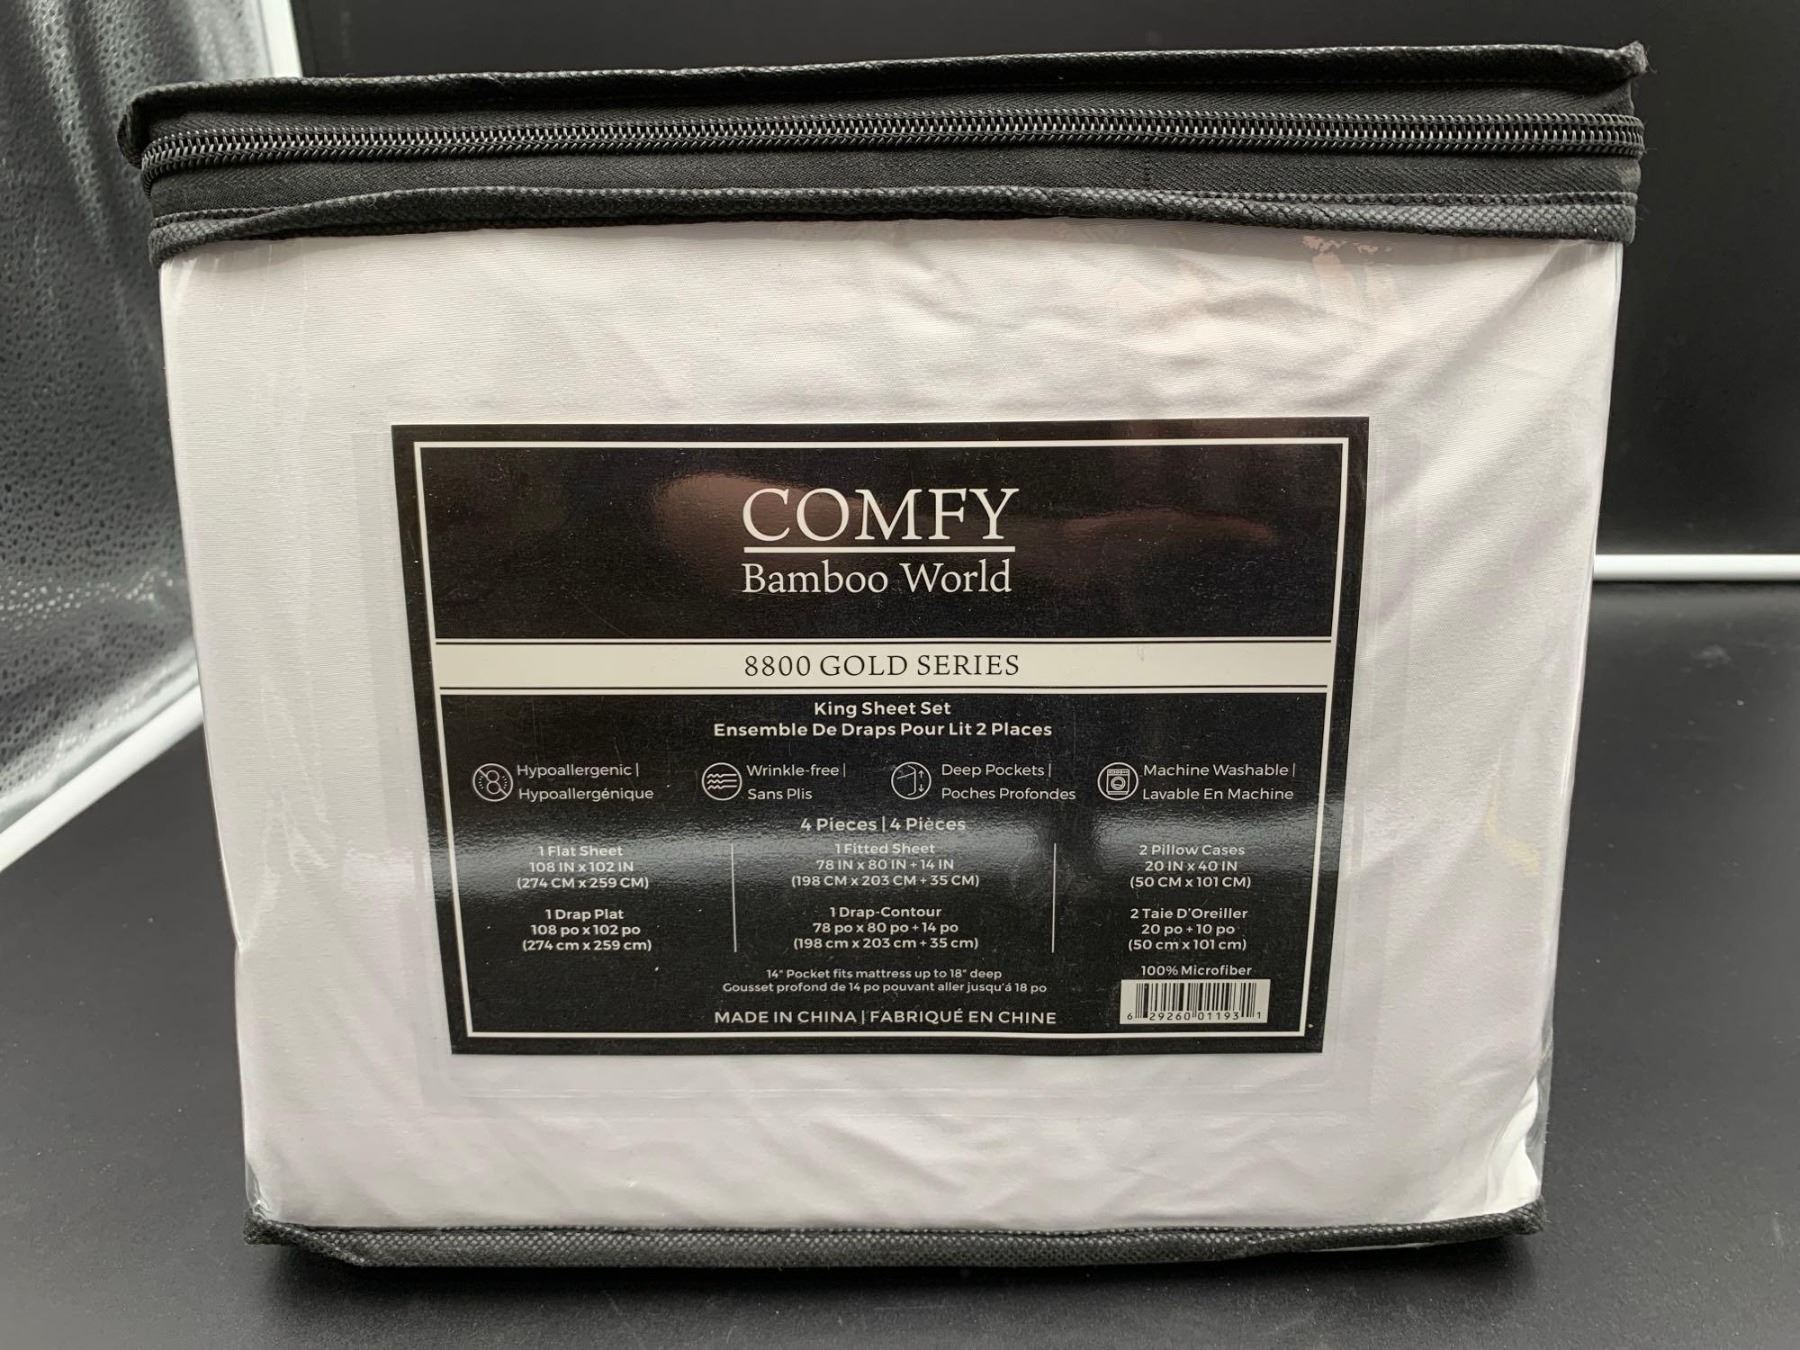 COMFY
Bamboo World
8800 GOLD SERIES
King Sheet Set
Ensemble De Draps Pour Lit 2 Places
Hypoallergenic |
Hypoallergénique
Wrinkle-free |
Sans Plis
Deep Pockets |
Poches Profondes
Machine Washable |
Lavable En Machine
4 Pieces | 4 Pièces
1 Flat Sheet
108 IN x 102 IN
(274 CM x 259 CM)
1 Drap Plat
108 po x 102 po
(274 cm x 259 cm)
1 Fitted Sheet
78 IN x 80 IN + 14 IN
(198 CM x 203 CM + 35 CM)
1 Drap-Contour
78 po x 80 po + 14 po
(198 cm x 203 cm + 35 cm)
2 Pillow Cases
20 IN x 40 IN
(50 CM x 101 CM)
2 Taie D'Oreiller
20 po + 10 po
(50 cm x 101 cm)
14" Pocket fits mattress up to 18" deep
Gousset profond de 14 po pouvant aller jusqu'á 18 po
MADE IN CHINA | FABRIQUÉ EN CHINE
100% Microfiber
6 29260 01193 1